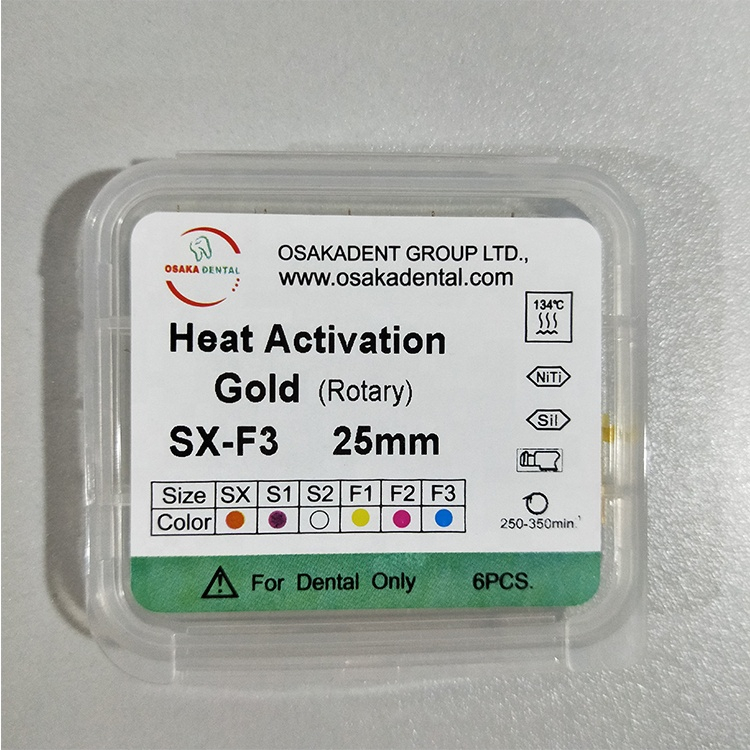 OSAKA DENTAL
OSAKADENT GROUP LTD.,
www.osakadental.com
134℃
Heat Activation
Gold (Rotary)
NiTi
Sil
SX-F3 25mm
Size SX S1 S2 F1 F2 F3
Color
250-350min.¹
For Dental Only 6PCS.